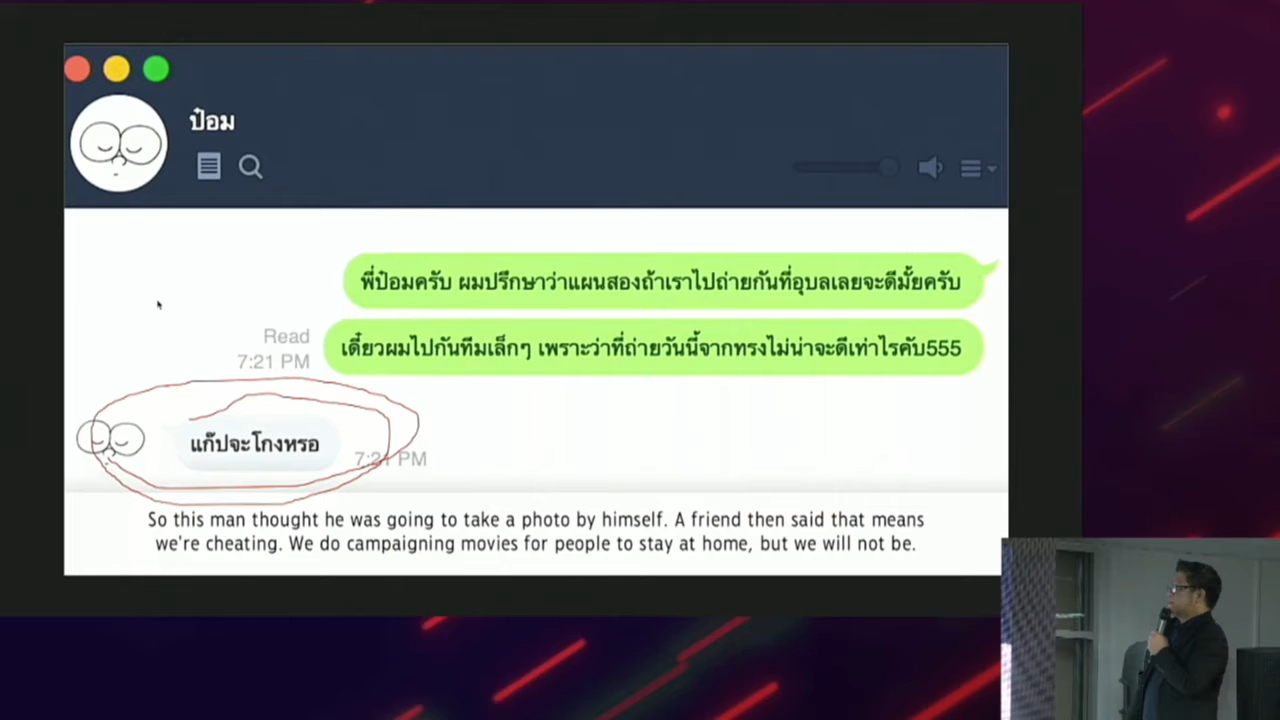 ป๋อม
พี่ป๋อมครับ ผมปรึกษาว่าแผนสองถ้าเราไปถ่ายกันที่อุบลเลยจะดีมั้ยครับ
Read
7:21 PM
เดี๋ยวผมไปกันทีมเล็กๆ เพราะว่าที่ถ่ายวันนี้จากทรงไม่น่าจะดีเท่าไรคับ555
แก๊ปจะโกงหรอ
7:21 PM
So this man thought he was going to take a photo by himself. A friend then said that means
we're cheating. We do campaigning movies for people to stay at home, but we will not be.